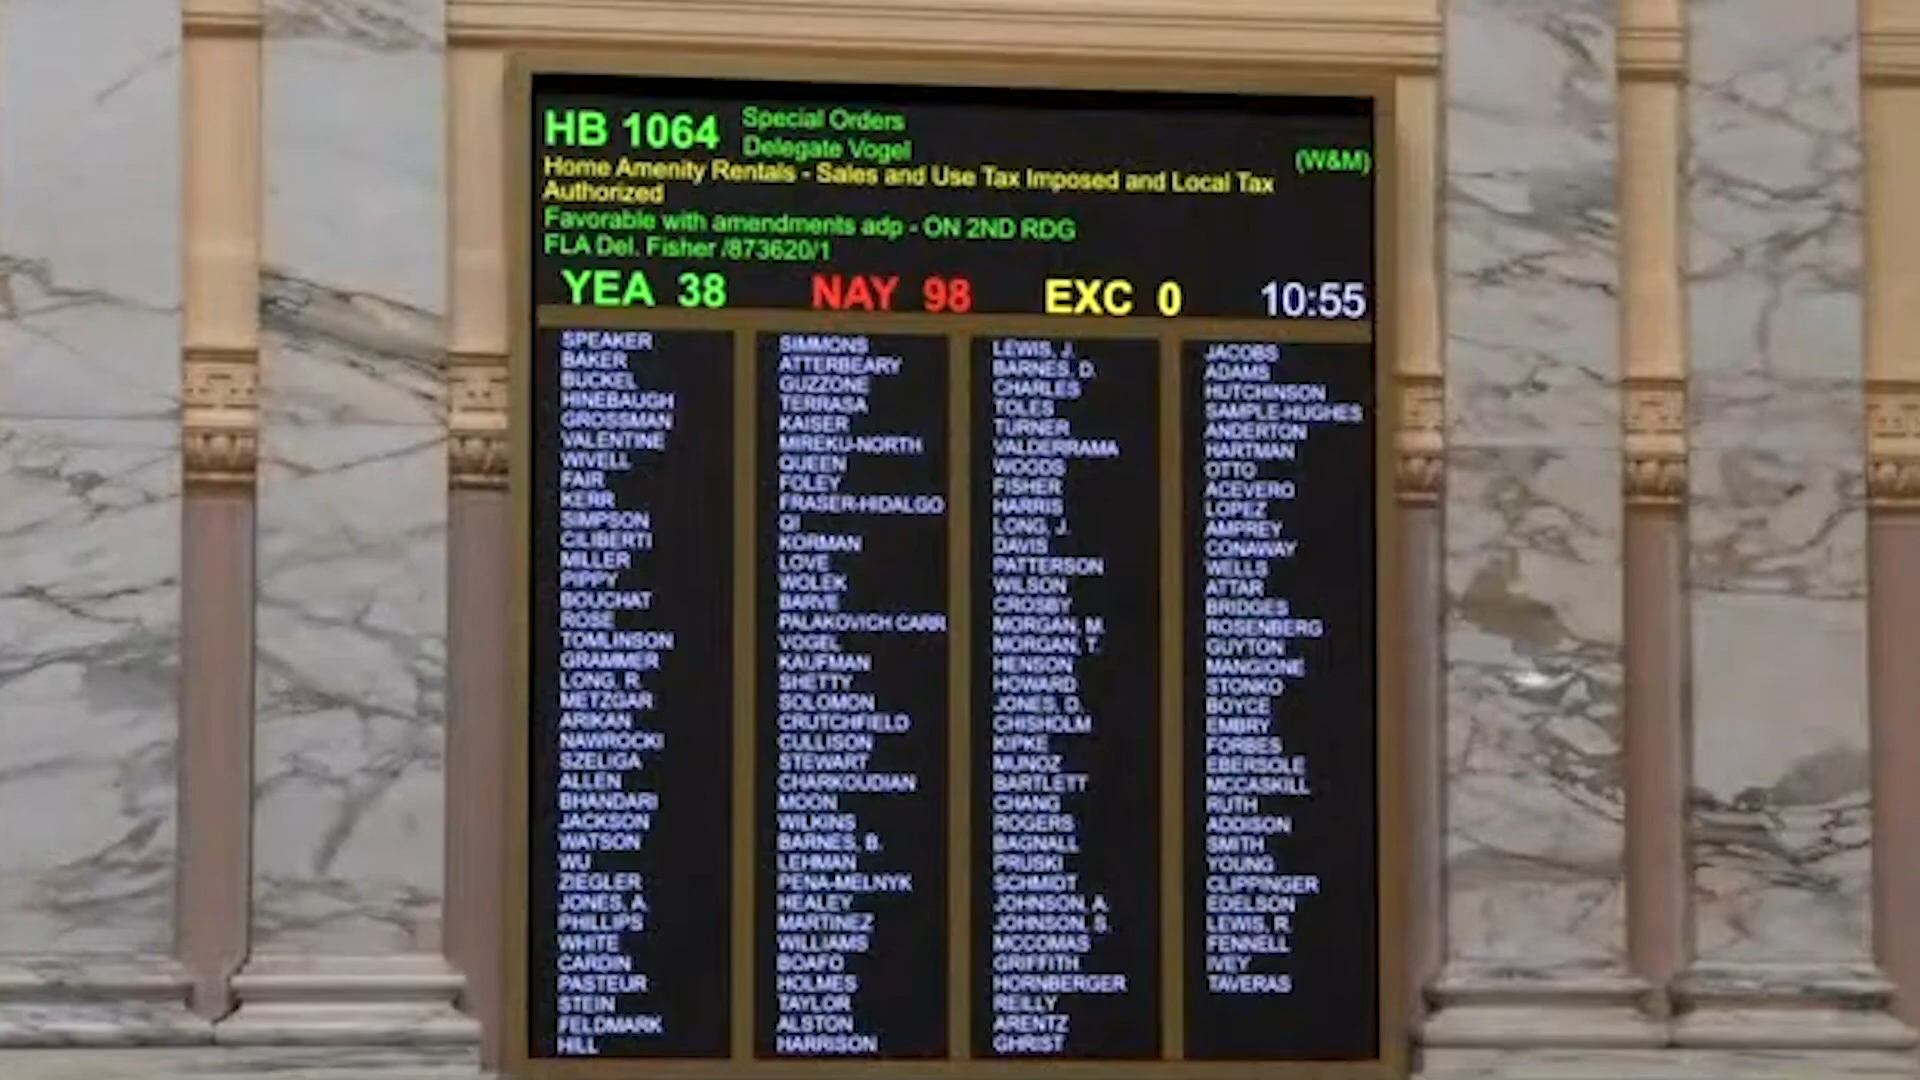 HB 1064
Special Orders
Delegate Vogel
(W&M)
Home Amenity Rentals - Sales and Use Tax Imposed and Local Tax
Authorized
Favorable with amendments adp - ON 2ND RDG
FLA Del. Fisher /873620/1
YEA 38 NAY 98 EXC 0 10:55
SPEAKER
BAKER
BUCKEL
HINEBAUGH
GROSSMAN
VALENTINE
WIVELL
FAIR
KERR
SIMPSON
CILIBERTI
MILLER
PIPPY
BOUCHAT
ROSE
TOMLINSON
GRAMMER
LONG, R.
METZGAR
ARIKAN
NAWROCKI
SZELIGA
ALLEN
BHANDARI
JACKSON
WATSON
WU
ZIEGLER
JONES, A.
PHILLIPS
WHITE
CARDIN
PASTEUR
STEIN
FELDMARK
HILL
SIMMONS
ATTERBEARY
GUZZONE
TERRASA
KAISER
MIREKU-NORTH
QUEEN
FOLEY
FRASER-HIDALGO
QI
KORMAN
LOVE
WOLEK
BARVE
PALAKOVICH CARR
VOGEL
KAUFMAN
SHETTY
SOLOMON
CRUTCHFIELD
CULLISON
STEWART
CHARKOUDIAN
MOON
WILKINS
BARNES, B.
LEHMAN
PENA-MELNYK
HEALEY
MARTINEZ
WILLIAMS
BOAFO
HOLMES
TAYLOR
ALSTON
HARRISON
LEWIS, J.
BARNES, D.
CHARLES
TOLES
TURNER
VALDERRAMA
WOODS
FISHER
HARRIS
LONG, J.
DAVIS
PATTERSON
WILSON
CROSBY
MORGAN, M.
MORGAN, T.
HENSON
HOWARD
JONES, D.
CHISHOLM
KIPKE
MUNOZ
BARTLETT
CHANG
ROGERS
BAGNALL
PRUSKI
SCHMIDT
JOHNSON, A.
JOHNSON, S.
MCCOMAS
GRIFFITH
HORNBERGER
REILLY
ARENTZ
GHRIST
JACOBS
ADAMS
HUTCHINSON
SAMPLE-HUGHES
ANDERTON
HARTMAN
OTTO
ACEVERO
LOPEZ
AMPREY
CONAWAY
WELLS
ATTAR
BRIDGES
ROSENBERG
GUYTON
MANGIONE
STONKO
BOYCE
EMBRY
FORBES
EBERSOLE
MCCASKILL
RUTH
ADDISON
SMITH
YOUNG
CLIPPINGER
EDELSON
LEWIS, R.
FENNELL
IVEY
TAVERAS